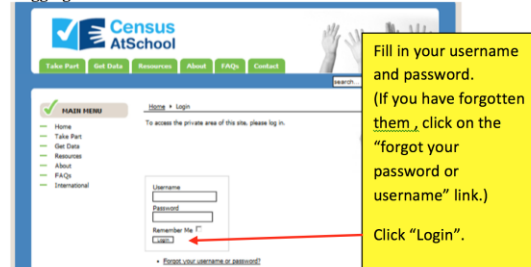 Census
AtSchool
Take Part Get Data Resources About FAQs Contact
search...
MAIN MENU
Home
Take Part
Get Data
Resources
About
FAQs
International
Home Login
To access the private area of this site, please log in.
Username
Password
Remember Me
Login
Forgot your username or password?
Fill in your username
and password.
(If you have forgotten
them , click on the
“forgot your
password or
username” link.)
Click “Login”.